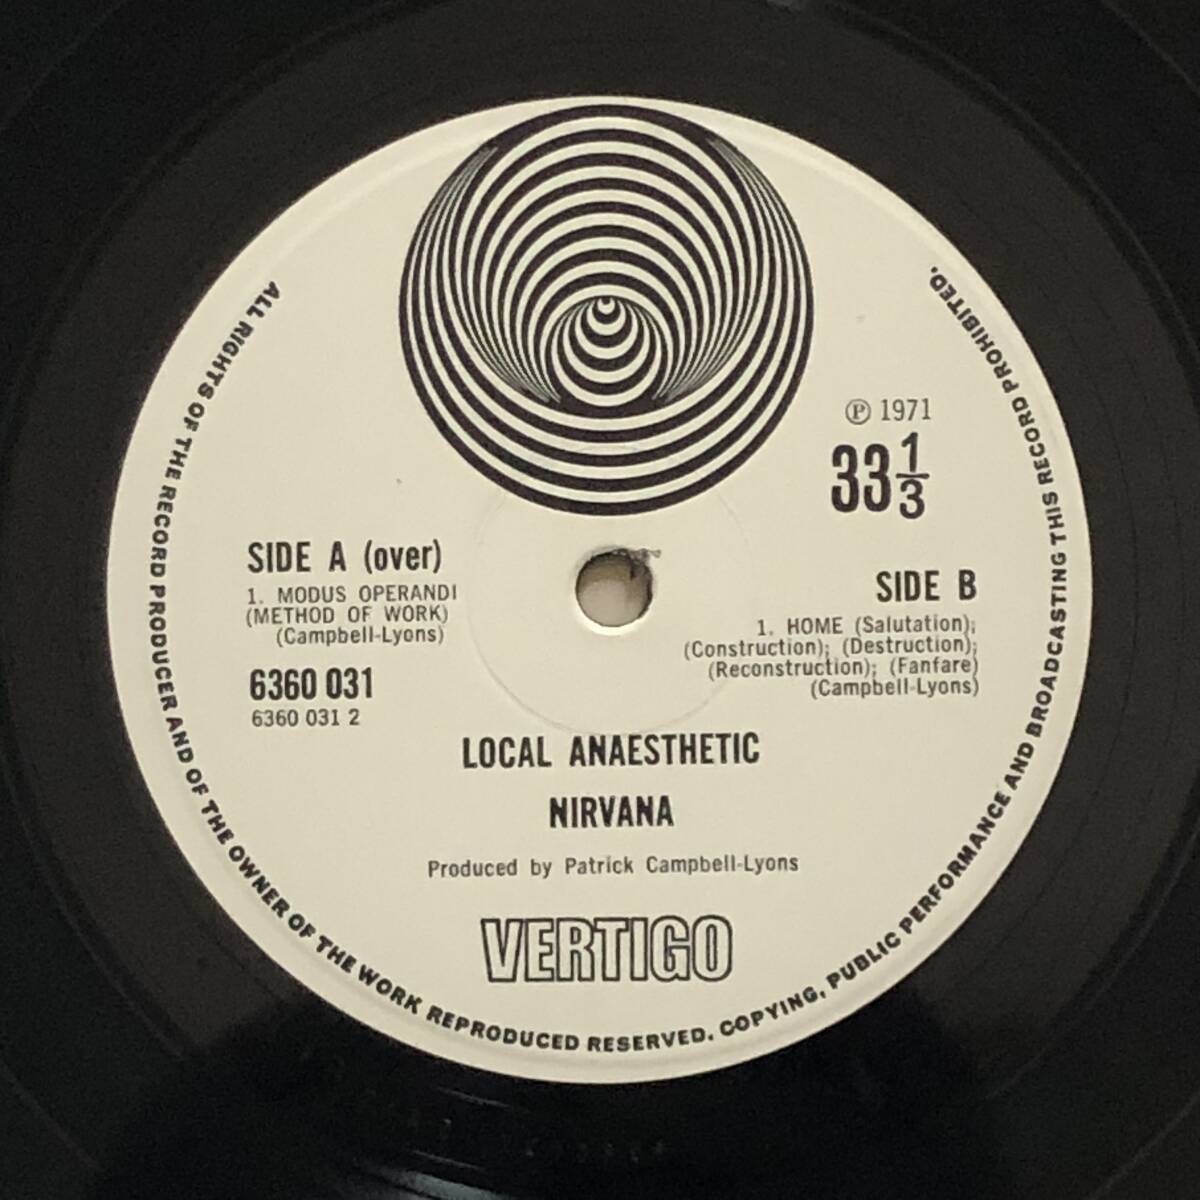 Ⓟ 1971
33 1/3
SIDE A (over)
1. MODUS OPERANDI
(METHOD OF WORK)
(Campbell-Lyons)
6360 031
6360 031 2
SIDE B
1. HOME (Salutation);
(Construction); (Destruction);
(Reconstruction); (Fanfare)
(Campbell-Lyons)
LOCAL ANAESTHETIC
NIRVANA
Produced by Patrick Campbell-Lyons
VERTIGO
ALL RIGHTS OF THE RECORD PRODUCER AND OF THE OWNER OF THE WORK REPRODUCED RESERVED. COPYING, PUBLIC PERFORMANCE AND BROADCASTING THIS RECORD PROHIBITED.